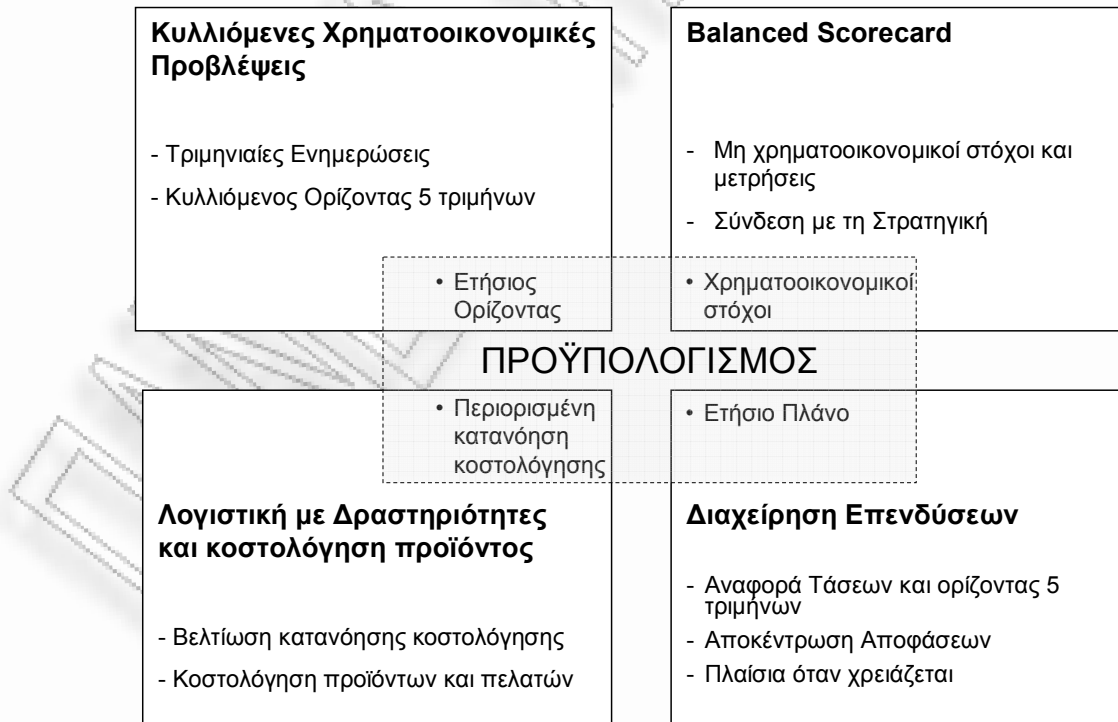 Κυλλιόμενες Χρηματοοικονομικές
Προβλέψεις
- Τριμηνιαίες Ενημερώσεις
- Κυλλιόμενος Ορίζοντας 5 τριμήνων
Balanced Scorecard
- Μη χρηματοοικονομικοί στόχοι και
μετρήσεις
- Σύνδεση με τη Στρατηγική
• Ετήσιος
Ορίζοντας
• Χρηματοοικονομικοί
στόχοι
ΠΡΟΫΠΟΛΟΓΙΣΜΟΣ
• Περιορισμένη
κατανόηση
κοστολόγησης
• Ετήσιο Πλάνο
Λογιστική με Δραστηριότητες
και κοστολόγηση προϊόντος
- Βελτίωση κατανόησης κοστολόγησης
- Κοστολόγηση προϊόντων και πελατών
Διαχείρηση Επενδύσεων
- Αναφορά Τάσεων και ορίζοντας 5
τριμήνων
- Αποκέντρωση Αποφάσεων
- Πλαίσια όταν χρειάζεται